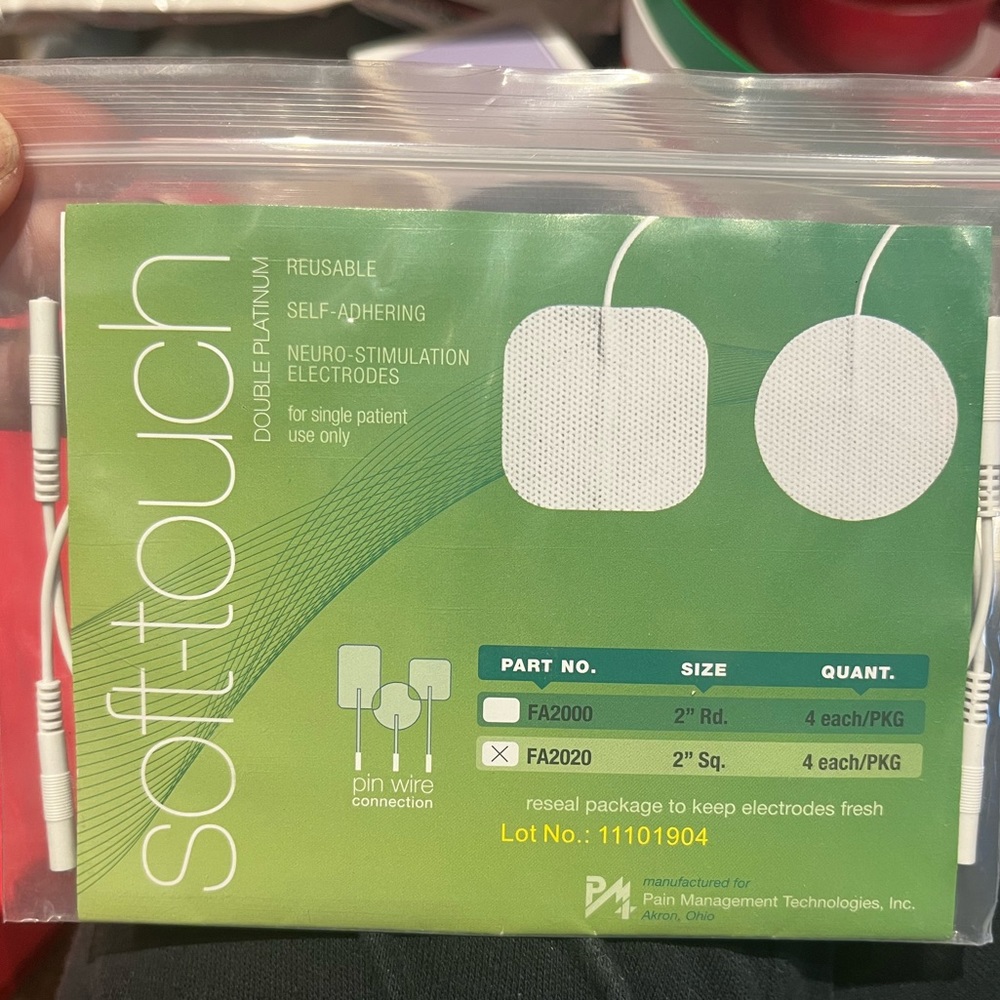 soft-touch
DOUBLE PLATINUM
REUSABLE
SELF-ADHERING
NEURO-STIMULATION
ELECTRODES
for single patient
use only
PART NO. SIZE QUANT.
FA2000 2” Rd. 4 each/PKG
FA2020 2” Sq. 4 each/PKG
pin wire
connection
reseal package to keep electrodes fresh
Lot No.: 11101904
PMT
manufactured for
Pain Management Technologies, Inc.
Akron, Ohio